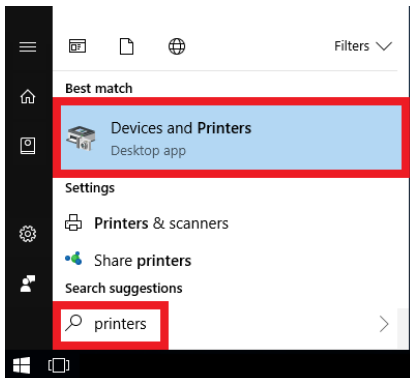 Filters
Best match
Devices and Printers
Desktop app
Settings
Printers & scanners
Share printers
Search suggestions
printers